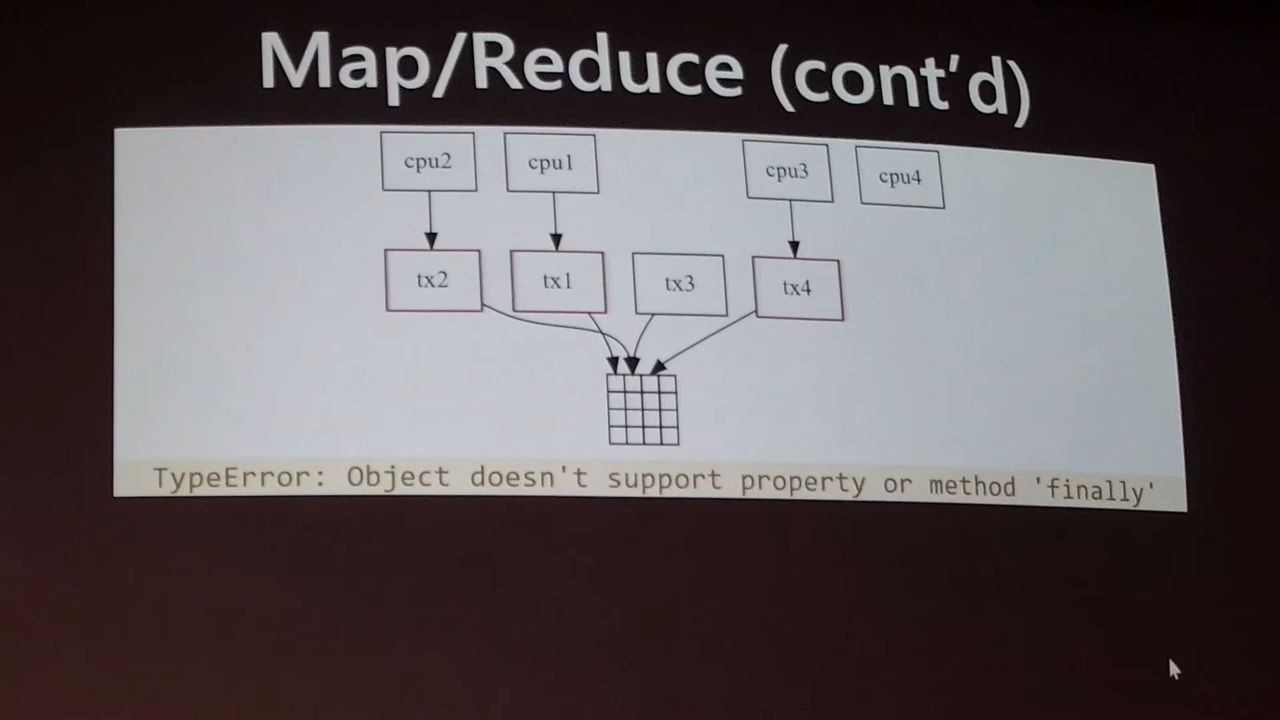 Map/Reduce (cont'd)
cpu2 cpu1 cpu3 cpu4
tx2 tx1 tx3 tx4
TypeError: Object doesn't support property or method 'finally'